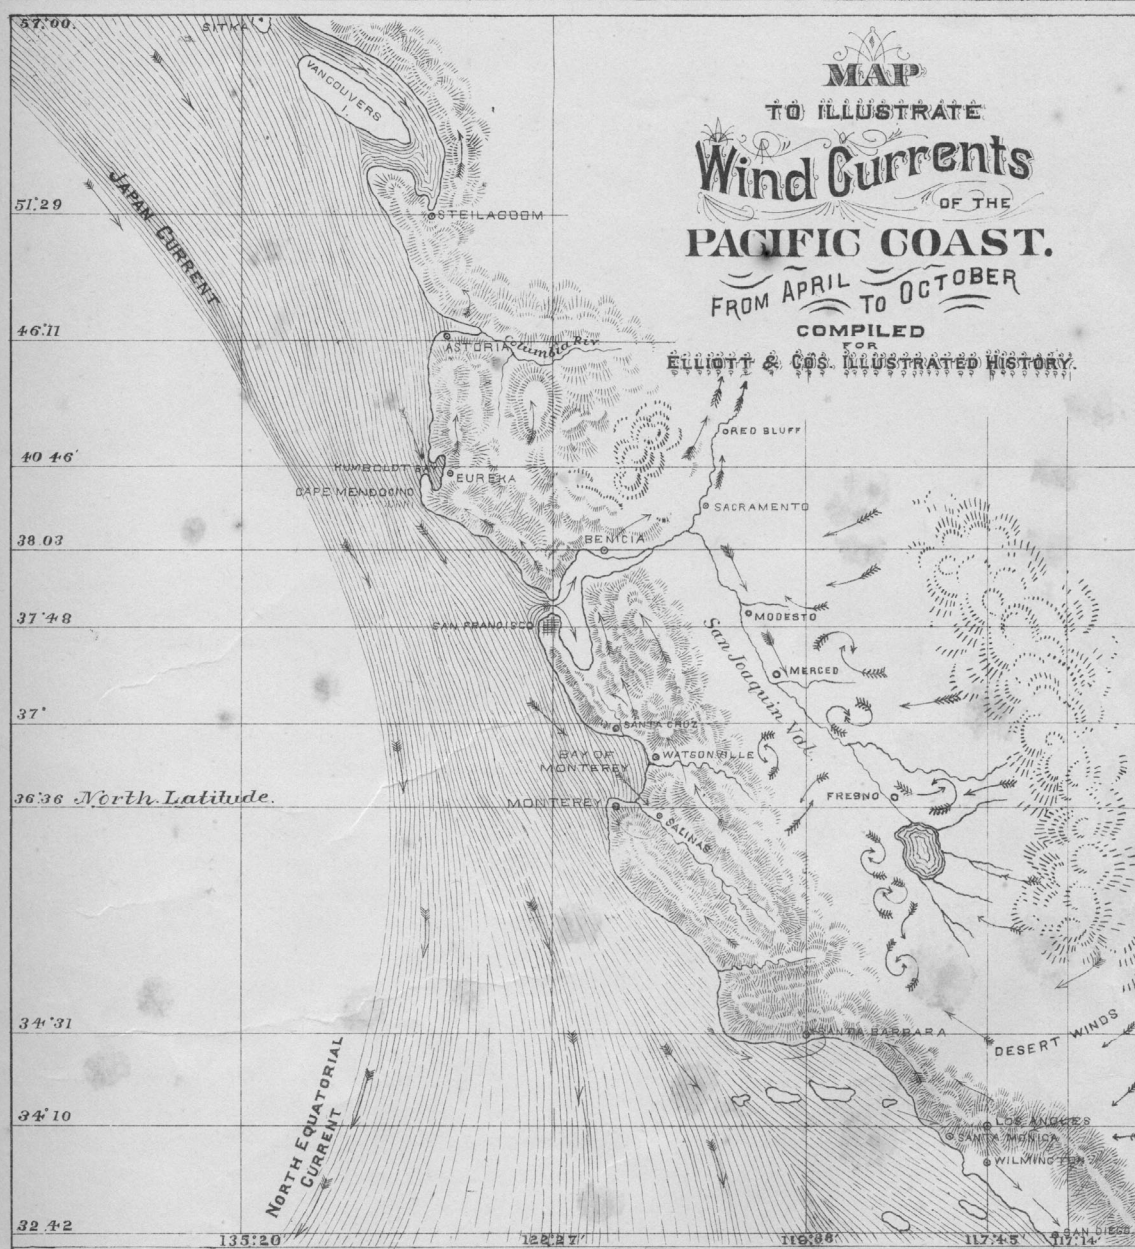 57°00.
SITKA
VANCOUVERS
I.
MAP
TO ILLUSTRATE
Wind Currents
OF THE
PACIFIC COAST.
FROM APRIL TO OCTOBER
COMPILED
FOR
ELLIOTT & COS. ILLUSTRATED HISTORY.
JAPAN CURRENT
51°29
STEILACOOM
46°11
ASTORIA
Columbia Riv
RED BLUFF
40 46'
HUMBOLDT BAY
EUREKA
CAPE MENDOCINO
SACRAMENTO
38.03
BENICIA
37°48
SAN FRANCISCO
MODESTO
San Joaquin Val.
MERCED
37°
SANTA CRUZ
BAY OF
MONTEREY
WATSONVILLE
36°36 North Latitude.
MONTEREY
SALINAS
FRESNO
34°31
SANTA BARBARA
DESERT WINDS
NORTH EQUATORIAL
CURRENT
34°10
LOS ANGELES
SANTA MONICA
WILMINGTON
32.42
SAN DIEGO
135°20
122°27'
117°45'
117°14'